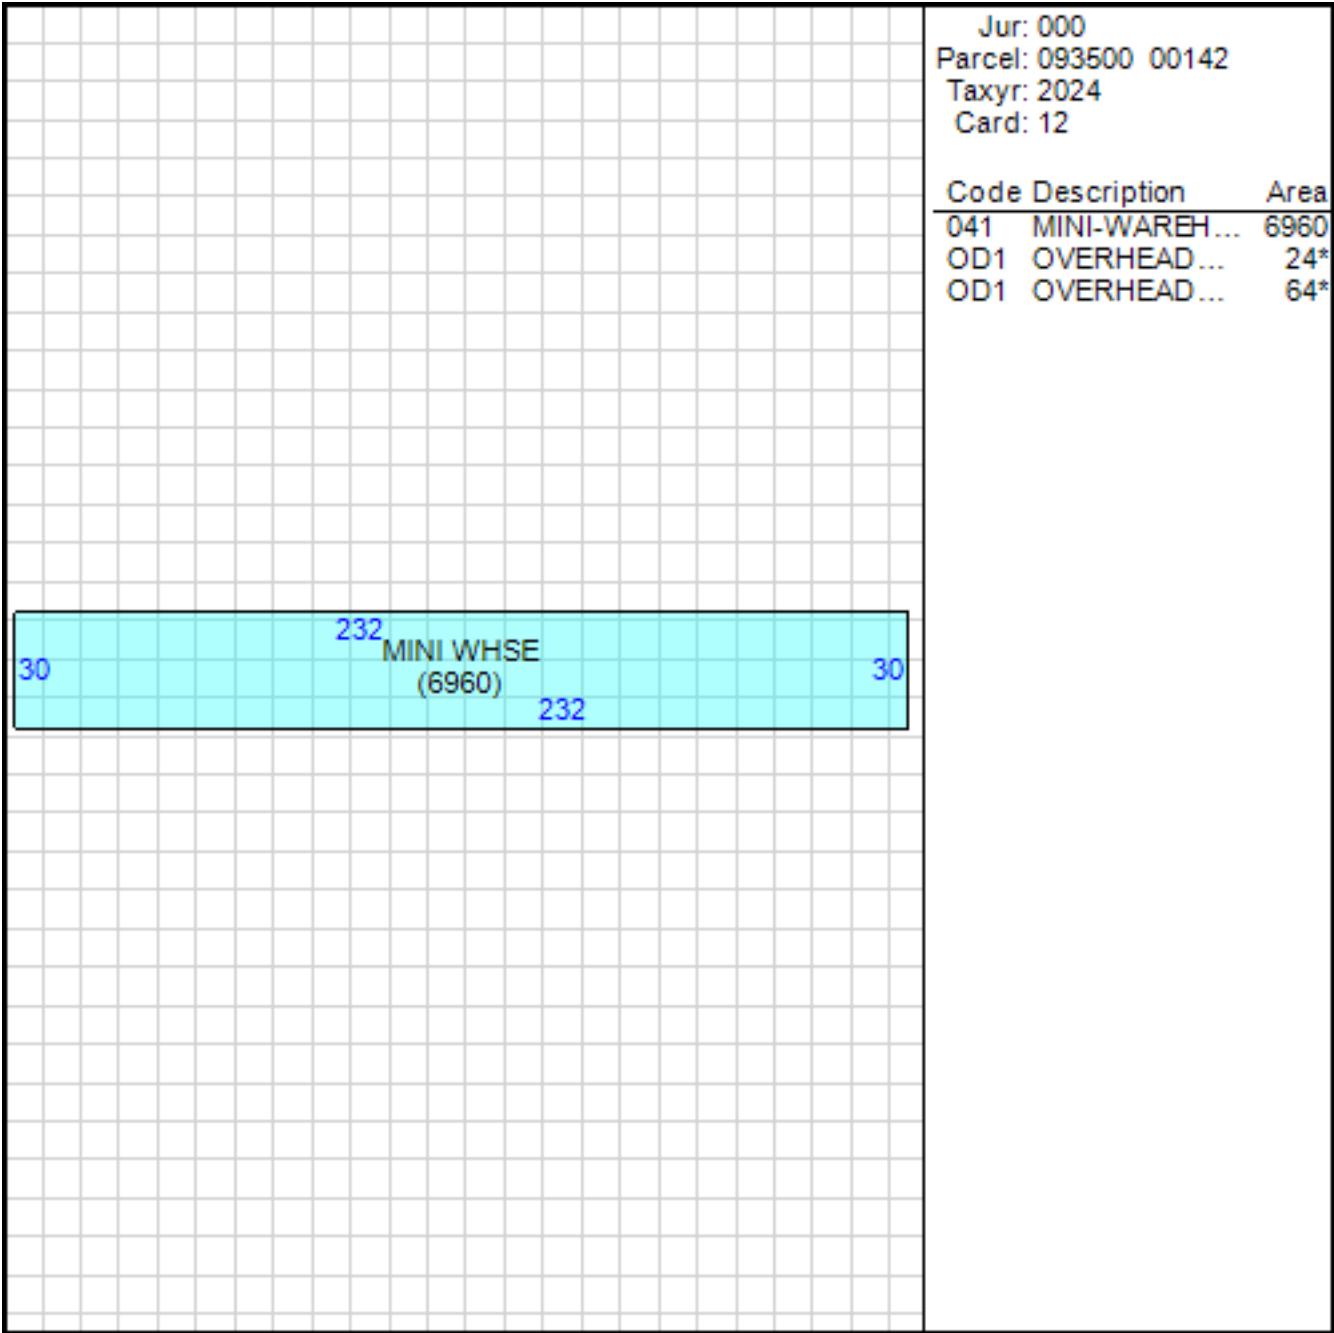 Jur: 000
Parcel: 093500 00142
Taxyr: 2024
Card: 12
Code Description Area
041 MINI-WAREH... 6960
OD1 OVERHEAD... 24*
OD1 OVERHEAD... 64*
232
MINI WHSE
30
30
(6960)
232